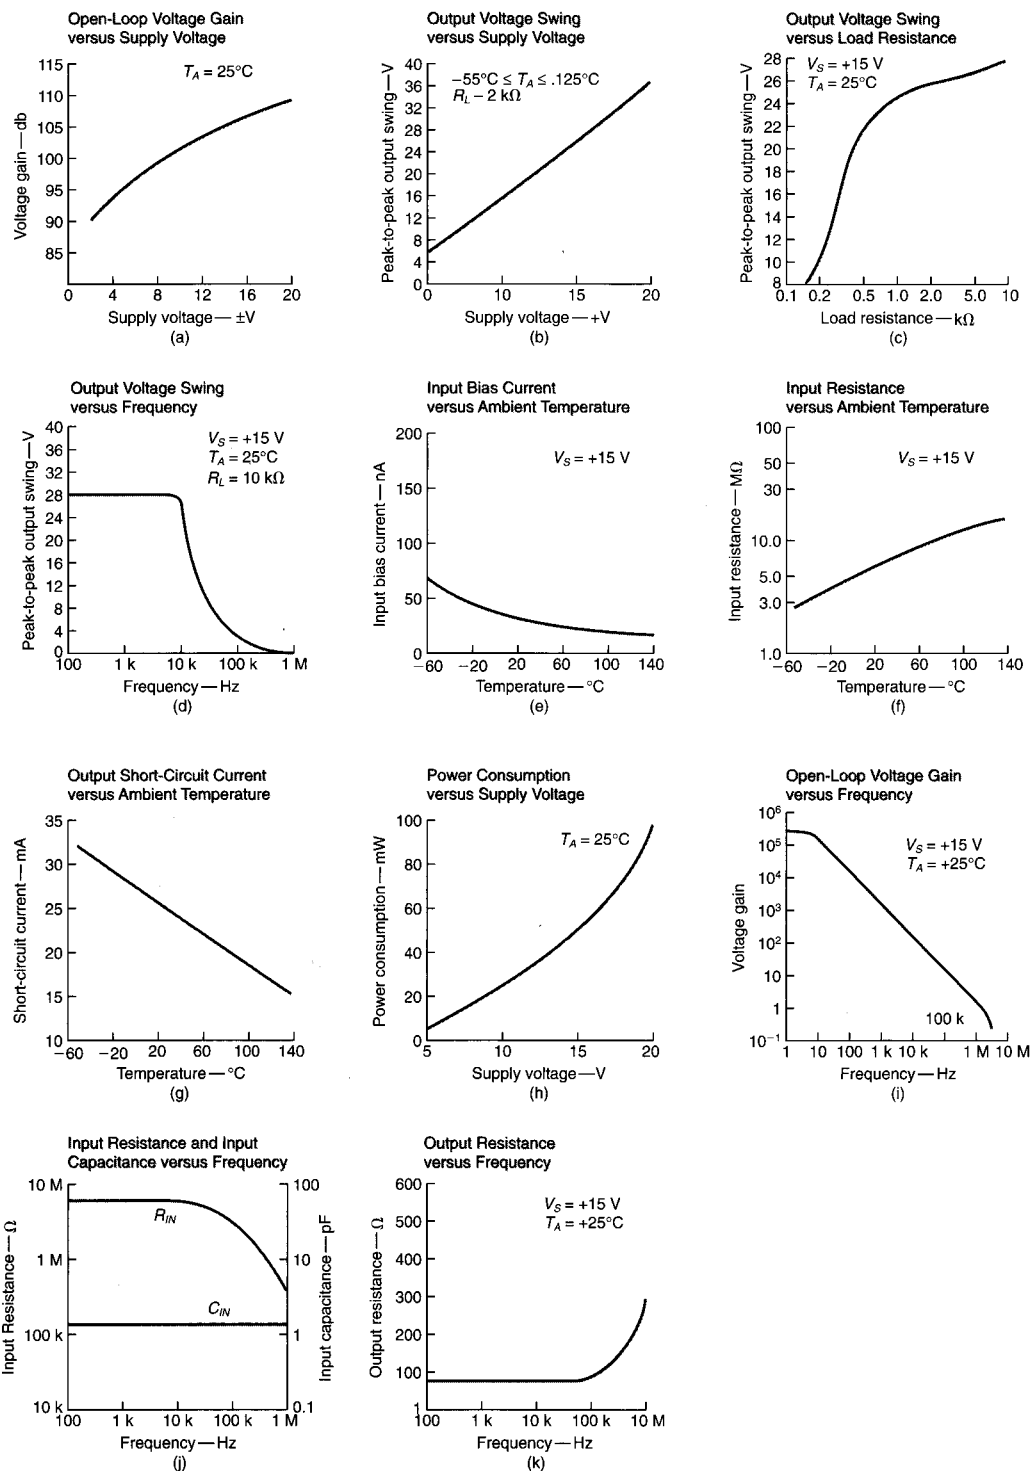 Open-Loop Voltage Gain
versus Supply Voltage
T_A = 25°C
115
110
105
100
95
90
85
0 4 8 12 16 20
Voltage gain—db
Supply voltage—±V
(a)
Output Voltage Swing
versus Supply Voltage
−55°C ≤ T_A ≤ .125°C
R_L − 2 kΩ
40
36
32
28
24
20
16
12
8
4
0
0 10 15 20
Peak-to-peak output swing—V
Supply voltage—+V
(b)
Output Voltage Swing
versus Load Resistance
V_S = +15 V
T_A = 25°C
28
26
24
22
20
18
16
14
12
10
8
0.1 0.2 0.5 1.0 2.0 5.0 10
Peak-to-peak output swing—V
Load resistance—kΩ
(c)
Output Voltage Swing
versus Frequency
V_S = +15 V
T_A = 25°C
R_L = 10 kΩ
40
36
32
28
24
20
16
12
8
4
0
100 1 k 10 k 100 k 1 M
Peak-to-peak output swing—V
Frequency—Hz
(d)
Input Bias Current
versus Ambient Temperature
V_S = +15 V
200
150
100
50
0
−60 −20 20 60 100 140
Input bias current—nA
Temperature—°C
(e)
Input Resistance
versus Ambient Temperature
V_S = +15 V
100
50
30
10.0
5.0
3.0
1.0
−60 −20 20 60 100 140
Input resistance—MΩ
Temperature—°C
(f)
Output Short-Circuit Current
versus Ambient Temperature
35
30
25
20
15
10
−60 −20 20 60 100 140
Short-circuit current—mA
Temperature—°C
(g)
Power Consumption
versus Supply Voltage
T_A = 25°C
100
80
60
40
20
0
5 10 15 20
Power consumption—mW
Supply voltage—V
(h)
Open-Loop Voltage Gain
versus Frequency
V_S = +15 V
T_A = +25°C
10⁶
10⁵
10⁴
10³
10²
10
1
10⁻¹
100 k
1 10 100 1 k 10 k 1 M 10 M
Voltage gain
Frequency—Hz
(i)
Input Resistance and Input
Capacitance versus Frequency
10 M
1 M
100 k
10 k
R_IN
C_IN
100
10
1
0.1
100 1 k 10 k 100 k 1 M
Input Resistance—Ω
Input capacitance—pF
Frequency—Hz
(j)
Output Resistance
versus Frequency
V_S = +15 V
T_A = +25°C
600
500
400
300
200
100
1
100 1 k 10 k 100 k 10 M
Output resistance—Ω
Frequency—Hz
(k)